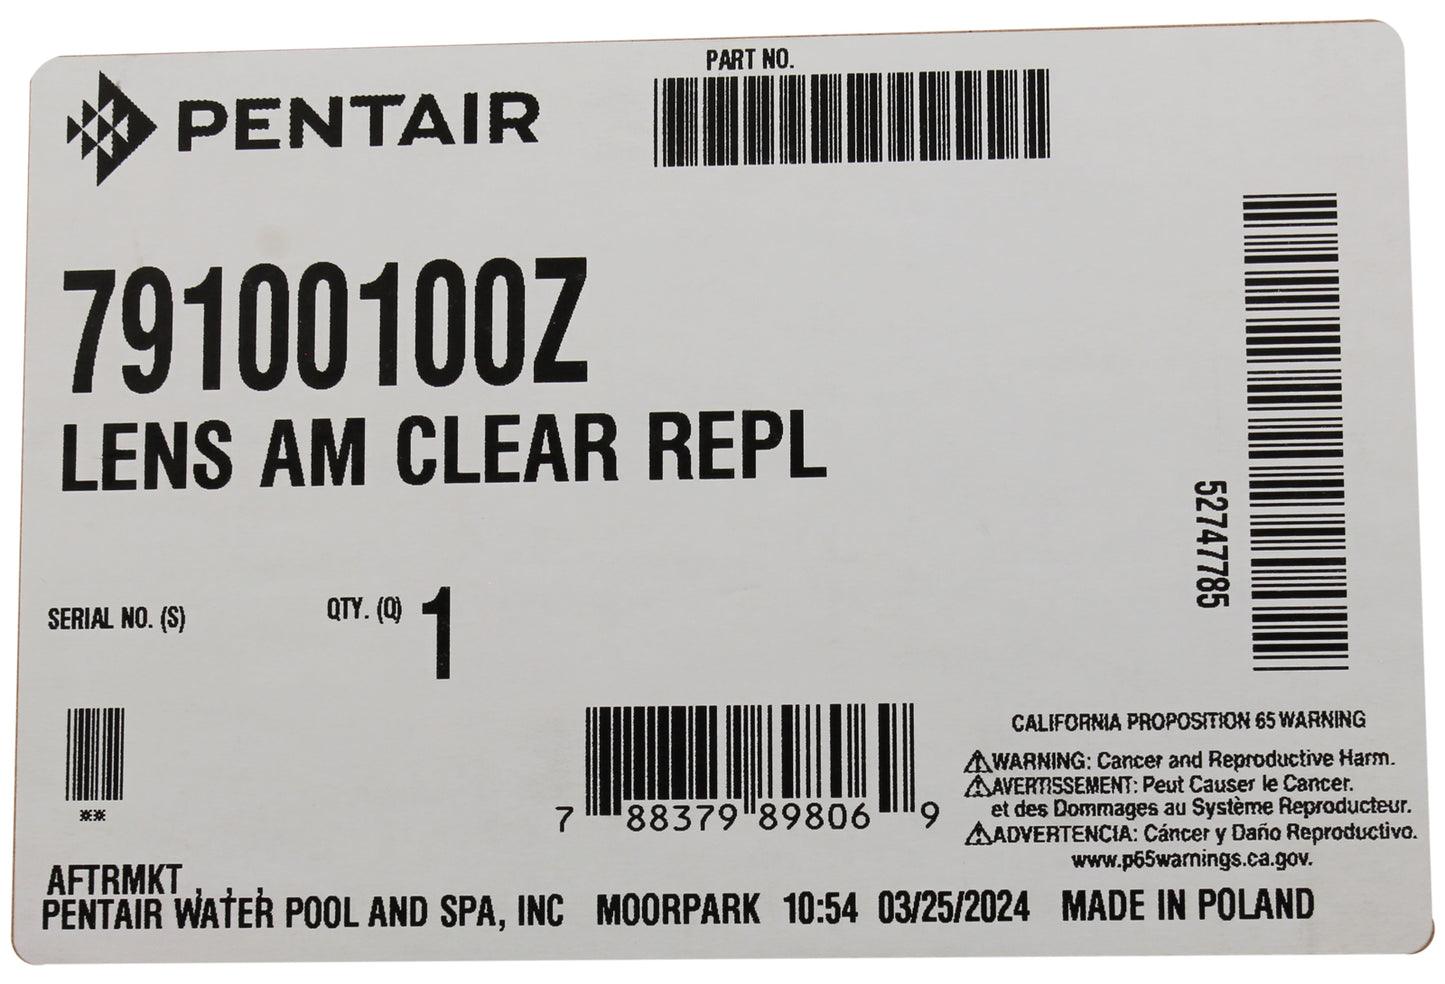 PENTAIR
PART NO.
79100100Z
LENS AM CLEAR REPL
52747785
SERIAL NO. (S)
QTY. (Q) 1
**
7 88379 89806 9
CALIFORNIA PROPOSITION 65 WARNING
⚠WARNING: Cancer and Reproductive Harm.
⚠AVERTISSEMENT: Peut Causer le Cancer.
et des Dommages au Système Reproducteur.
⚠ADVERTENCIA: Cáncer y Daño Reproductivo.
www.p65warnings.ca.gov.
AFTRMKT , , ,
PENTAIR WATER POOL AND SPA, INC MOORPARK 10:54 03/25/2024 MADE IN POLAND